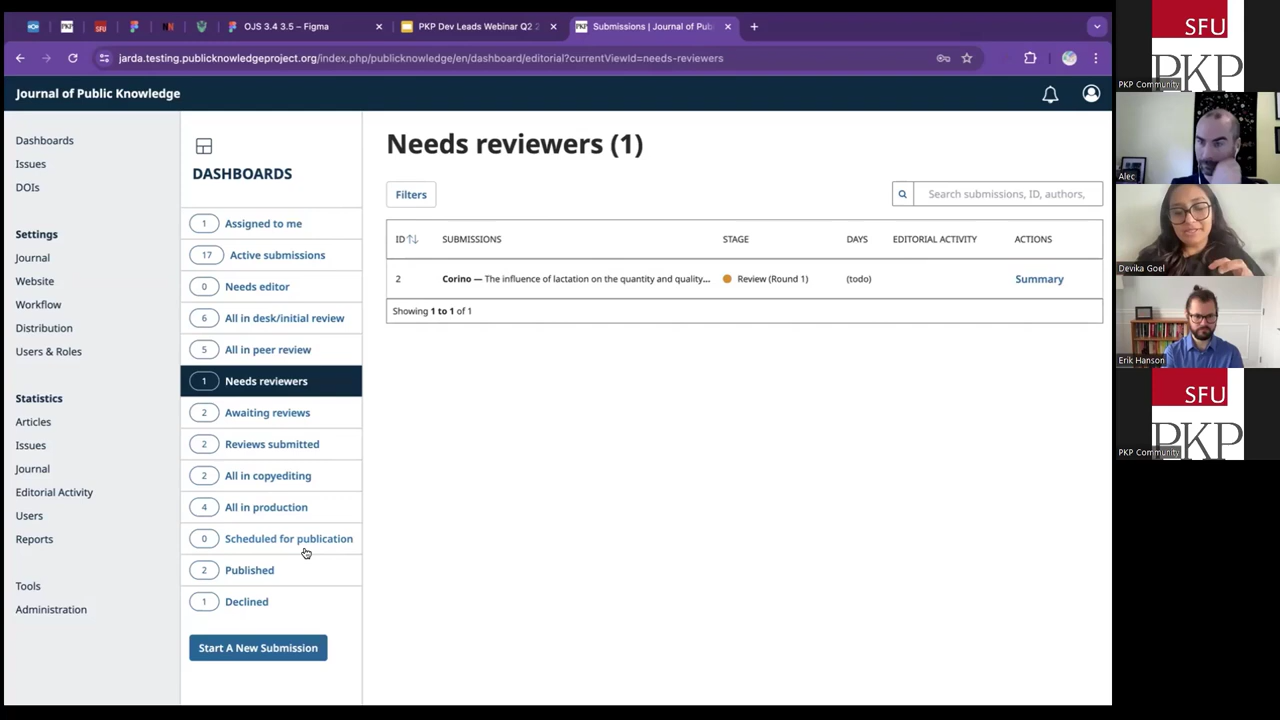 OJS 3.4 3.5 – Figma
PKP Dev Leads Webinar Q2 2
Submissions | Journal of Pub
jarda.testing.publicknowledgeproject.org/index.php/publicknowledge/en/dashboard/editorial?currentViewId=needs-reviewers
Journal of Public Knowledge
Dashboards
Issues
DOIs
Settings
Journal
Website
Workflow
Distribution
Users & Roles
Statistics
Articles
Issues
Journal
Editorial Activity
Users
Reports
Tools
Administration
DASHBOARDS
1 Assigned to me
17 Active submissions
0 Needs editor
6 All in desk/initial review
5 All in peer review
1 Needs reviewers
2 Awaiting reviews
2 Reviews submitted
2 All in copyediting
4 All in production
0 Scheduled for publication
2 Published
1 Declined
Start A New Submission
Needs reviewers (1)
Filters
Search submissions, ID, authors,
ID SUBMISSIONS STAGE DAYS EDITORIAL ACTIVITY ACTIONS
2 Corino — The influence of lactation on the quantity and quality... Review (Round 1) (todo) Summary
Showing 1 to 1 of 1
SFU
PKP
PKP Community
Alec
Devika Goel
Erik Hanson
SFU
PKP
PKP Community